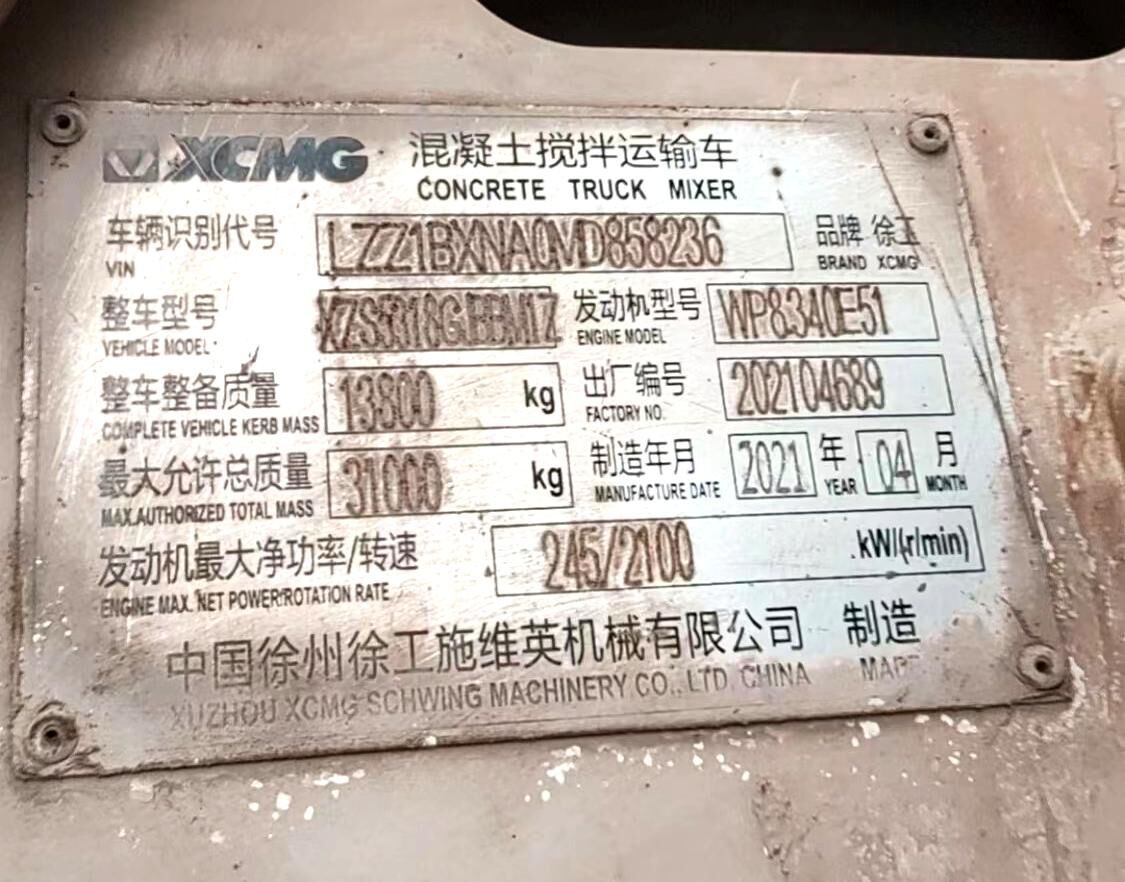 XCMG 混凝土搅拌运输车
CONCRETE TRUCK MIXER
车辆识别代号 LZZ1BXNA0MD858236 品牌 徐工
VIN BRAND XCMG
整车型号 发动机型号 WP8.340E51
VEHICLE MODEL ENGINE MODEL
整车整备质量 13800 kg 出厂编号 202104689
COMPLETE VEHICLE KERB MASS FACTORY NO.
最大允许总质量 31000 kg 制造年月 2021 年 04 月
MAX.AUTHORIZED TOTAL MASS MANUFACTURE DATE YEAR MONTH
发动机最大净功率/转速 245/2100 kW/(r/min)
ENGINE MAX. NET POWER/ROTATION RATE
中国徐州徐工施维英机械有限公司 制造
XUZHOU XCMG SCHWING MACHINERY CO., LTD. CHINA